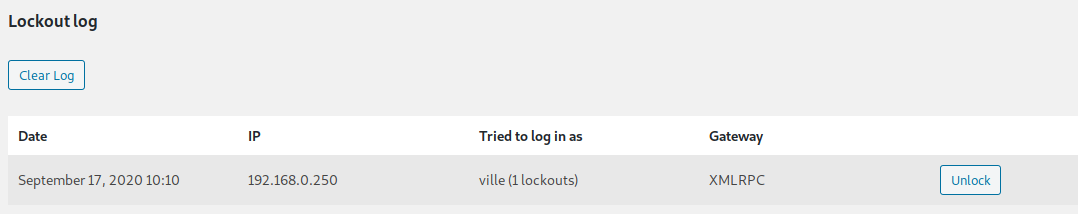 Lockout log
Clear Log
Date IP Tried to log in as Gateway
September 17, 2020 10:10 192.168.0.250 ville (1 lockouts) XMLRPC Unlock